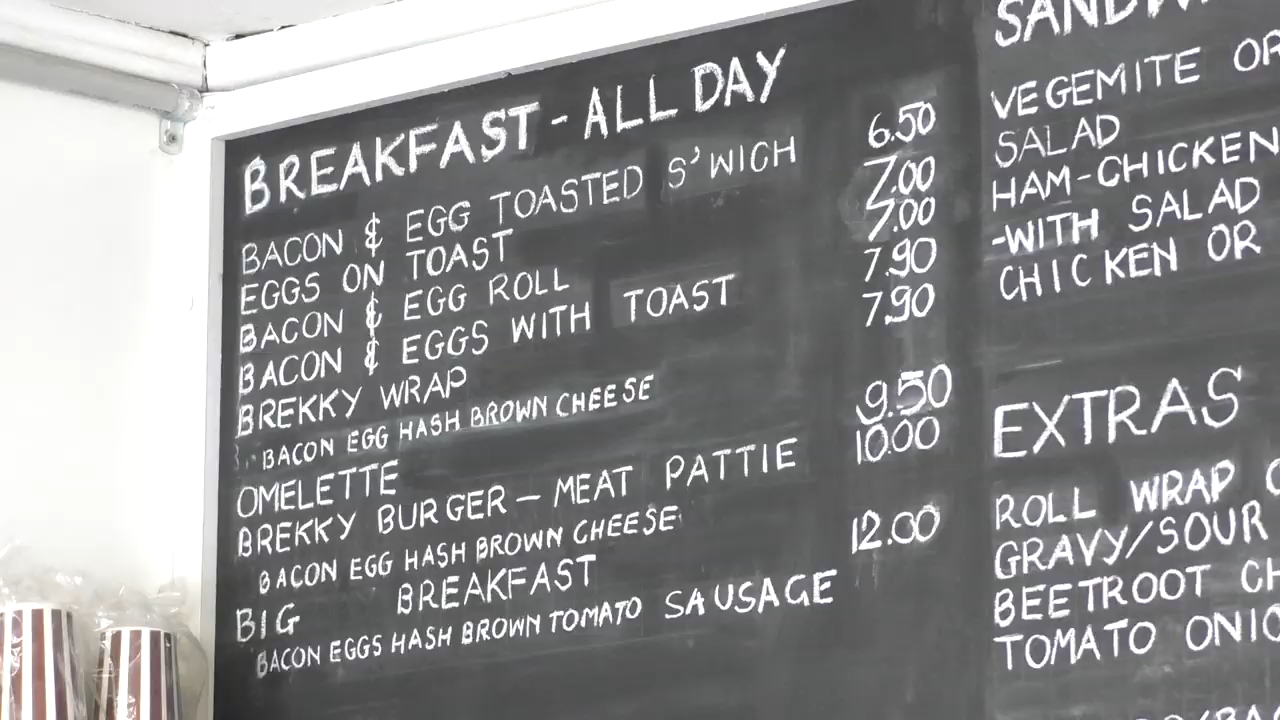 BREAKFAST - ALL DAY
BACON & EGG TOASTED S'WICH 6.50
EGGS ON TOAST 7.00
BACON & EGG ROLL 7.00
BACON & EGGS WITH TOAST 7.90
BREKKY WRAP 7.90
BACON EGG HASH BROWN CHEESE
OMELETTE 9.50
BREKKY BURGER - MEAT PATTIE 10.00
BACON EGG HASH BROWN CHEESE
BIG BREAKFAST 12.00
BACON EGGS HASH BROWN TOMATO SAUSAGE
VEGEMITE OR
SALAD
HAM-CHICKEN
-WITH SALAD
CHICKEN OR
EXTRAS
ROLL WRAP
GRAVY/SOUR
BEETROOT
TOMATO